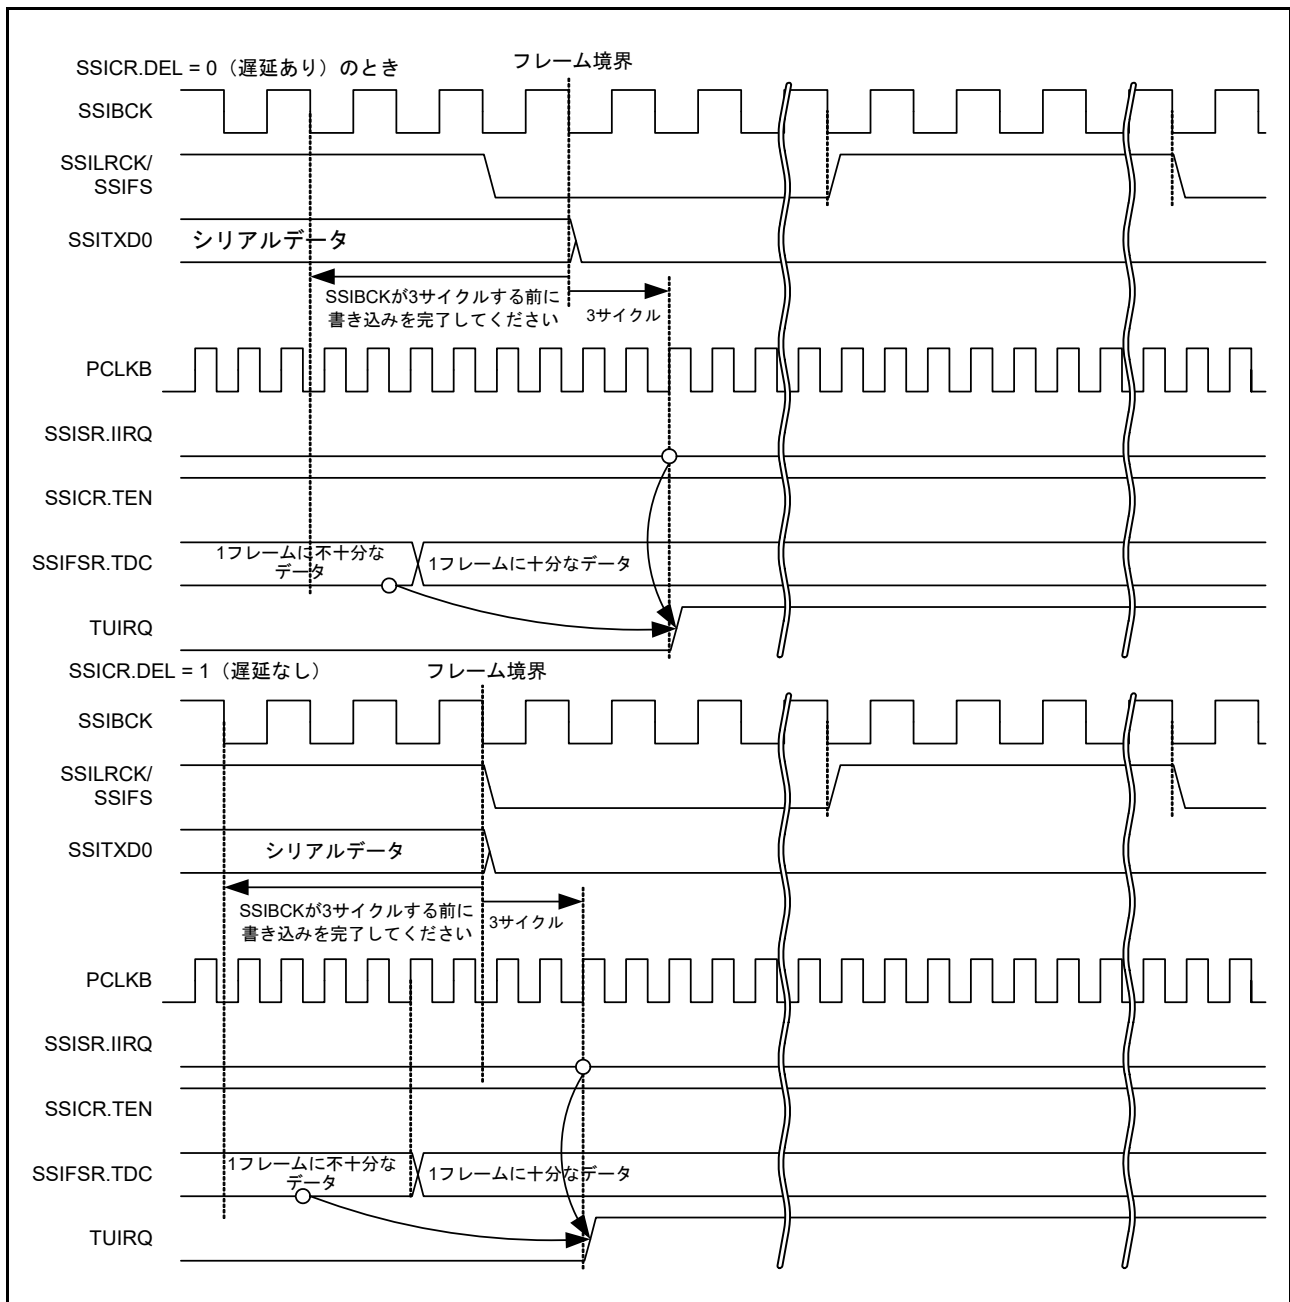 フレーム境界
SSICR.DEL = 0（遅延あり）のとき
SSIBCK
SSILRCK/
SSIFS
SSITXD0
シリアルデータ
SSIBCKが3サイクルする前に
書き込みを完了してください
3サイクル
PCLKB
SSISR.IIRQ
SSICR.TEN
SSIFSR.TDC
1フレームに不十分な
データ
1フレームに十分なデータ
TUIRQ
SSICR.DEL = 1（遅延なし）
フレーム境界
SSIBCK
SSILRCK/
SSIFS
SSITXD0
シリアルデータ
SSIBCKが3サイクルする前に
書き込みを完了してください
3サイクル
PCLKB
SSISR.IIRQ
SSICR.TEN
SSIFSR.TDC
1フレームに不十分な
データ
1フレームに十分なデータ
TUIRQ